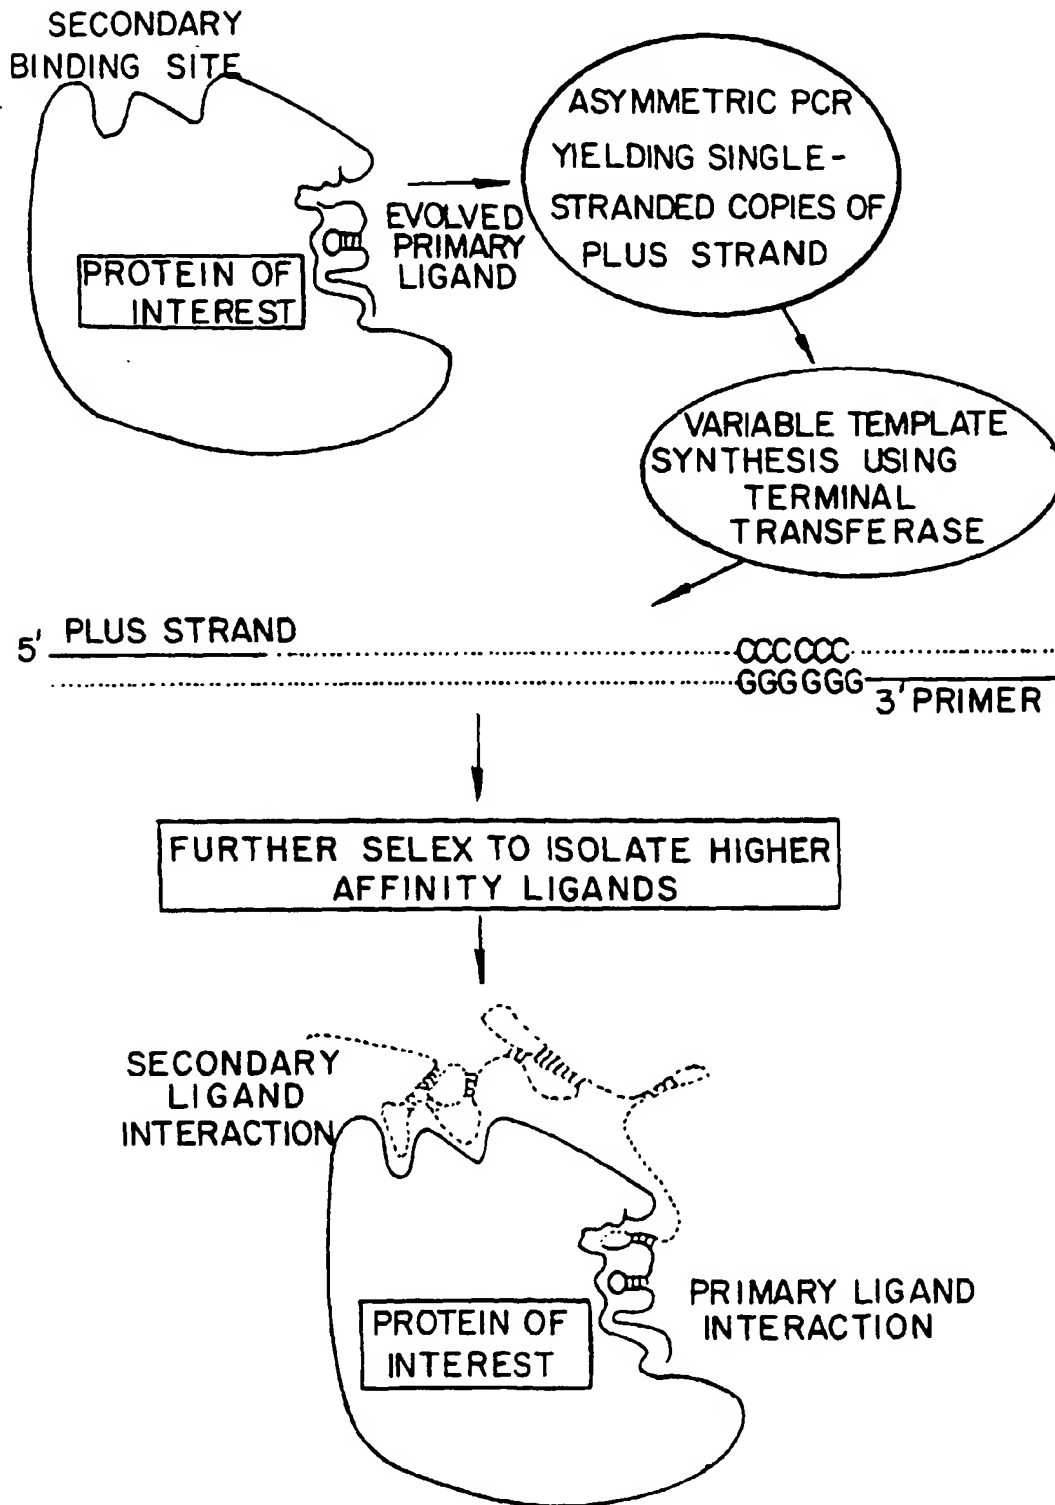 SECONDARY
BINDING SITE
ASYMMETRIC PCR
YIELDING SINGLE-
STRANDED COPIES OF
PLUS STRAND
EVOLVED
PRIMARY
LIGAND
PROTEIN OF
INTEREST
VARIABLE TEMPLATE
SYNTHESIS USING
TERMINAL
TRANSFERASE
5' PLUS STRAND
CCCCCC
GGGGGG
3' PRIMER
FURTHER SELEX TO ISOLATE HIGHER
AFFINITY LIGANDS
SECONDARY
LIGAND
INTERACTION
PRIMARY LIGAND
INTERACTION
PROTEIN OF
INTEREST